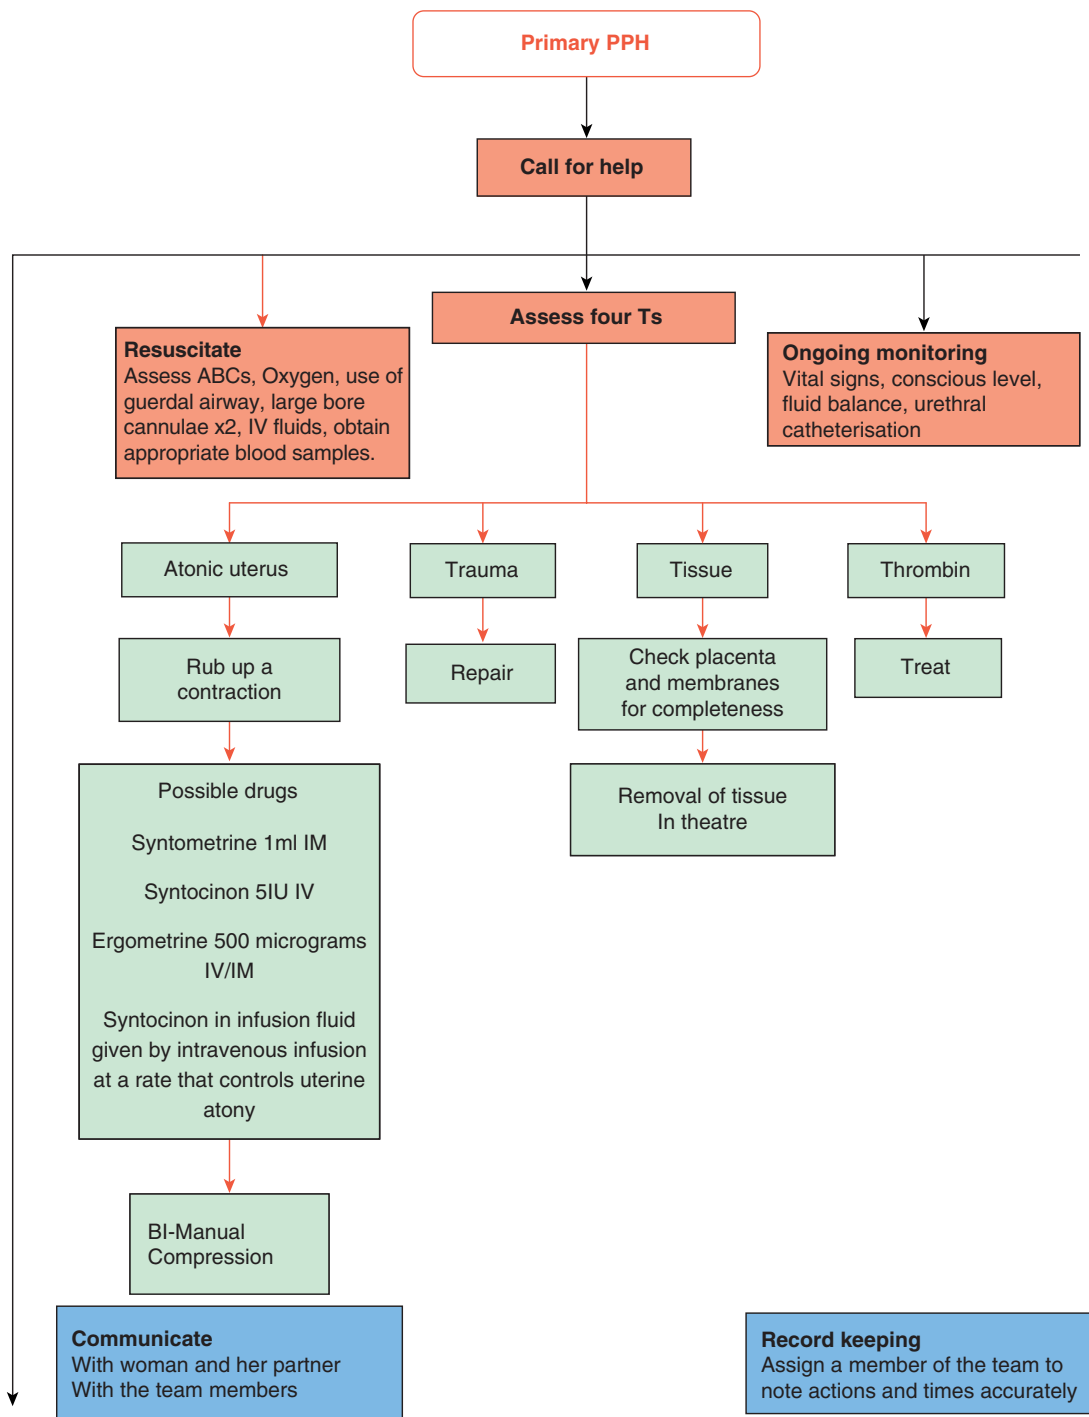 Primary PPH
Call for help
Assess four Ts
Resuscitate
Assess ABCs, Oxygen, use of
guerdal airway, large bore
cannulae x2, IV fluids, obtain
appropriate blood samples.
Ongoing monitoring
Vital signs, conscious level,
fluid balance, urethral
catheterisation
Atonic uterus
Trauma
Tissue
Thrombin
Rub up a
contraction
Repair
Check placenta
and membranes
for completeness
Treat
Possible drugs
Syntometrine 1ml IM
Syntocinon 5IU IV
Ergometrine 500 micrograms
IV/IM
Syntocinon in infusion fluid
given by intravenous infusion
at a rate that controls uterine
atony
Removal of tissue
In theatre
BI-Manual
Compression
Communicate
With woman and her partner
With the team members
Record keeping
Assign a member of the team to
note actions and times accurately